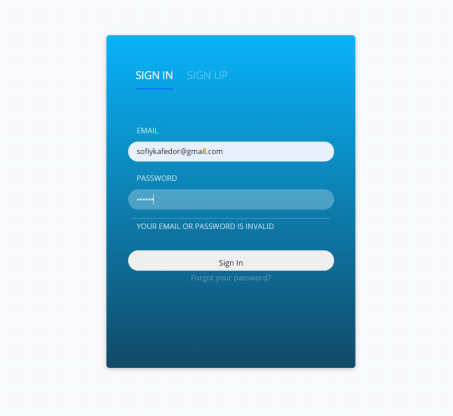 SIGN IN SIGN UP
EMAIL
sofiykafedor@gmail.com
PASSWORD
••••••
YOUR EMAIL OR PASSWORD IS INVALID
Sign In
Forgot your password?